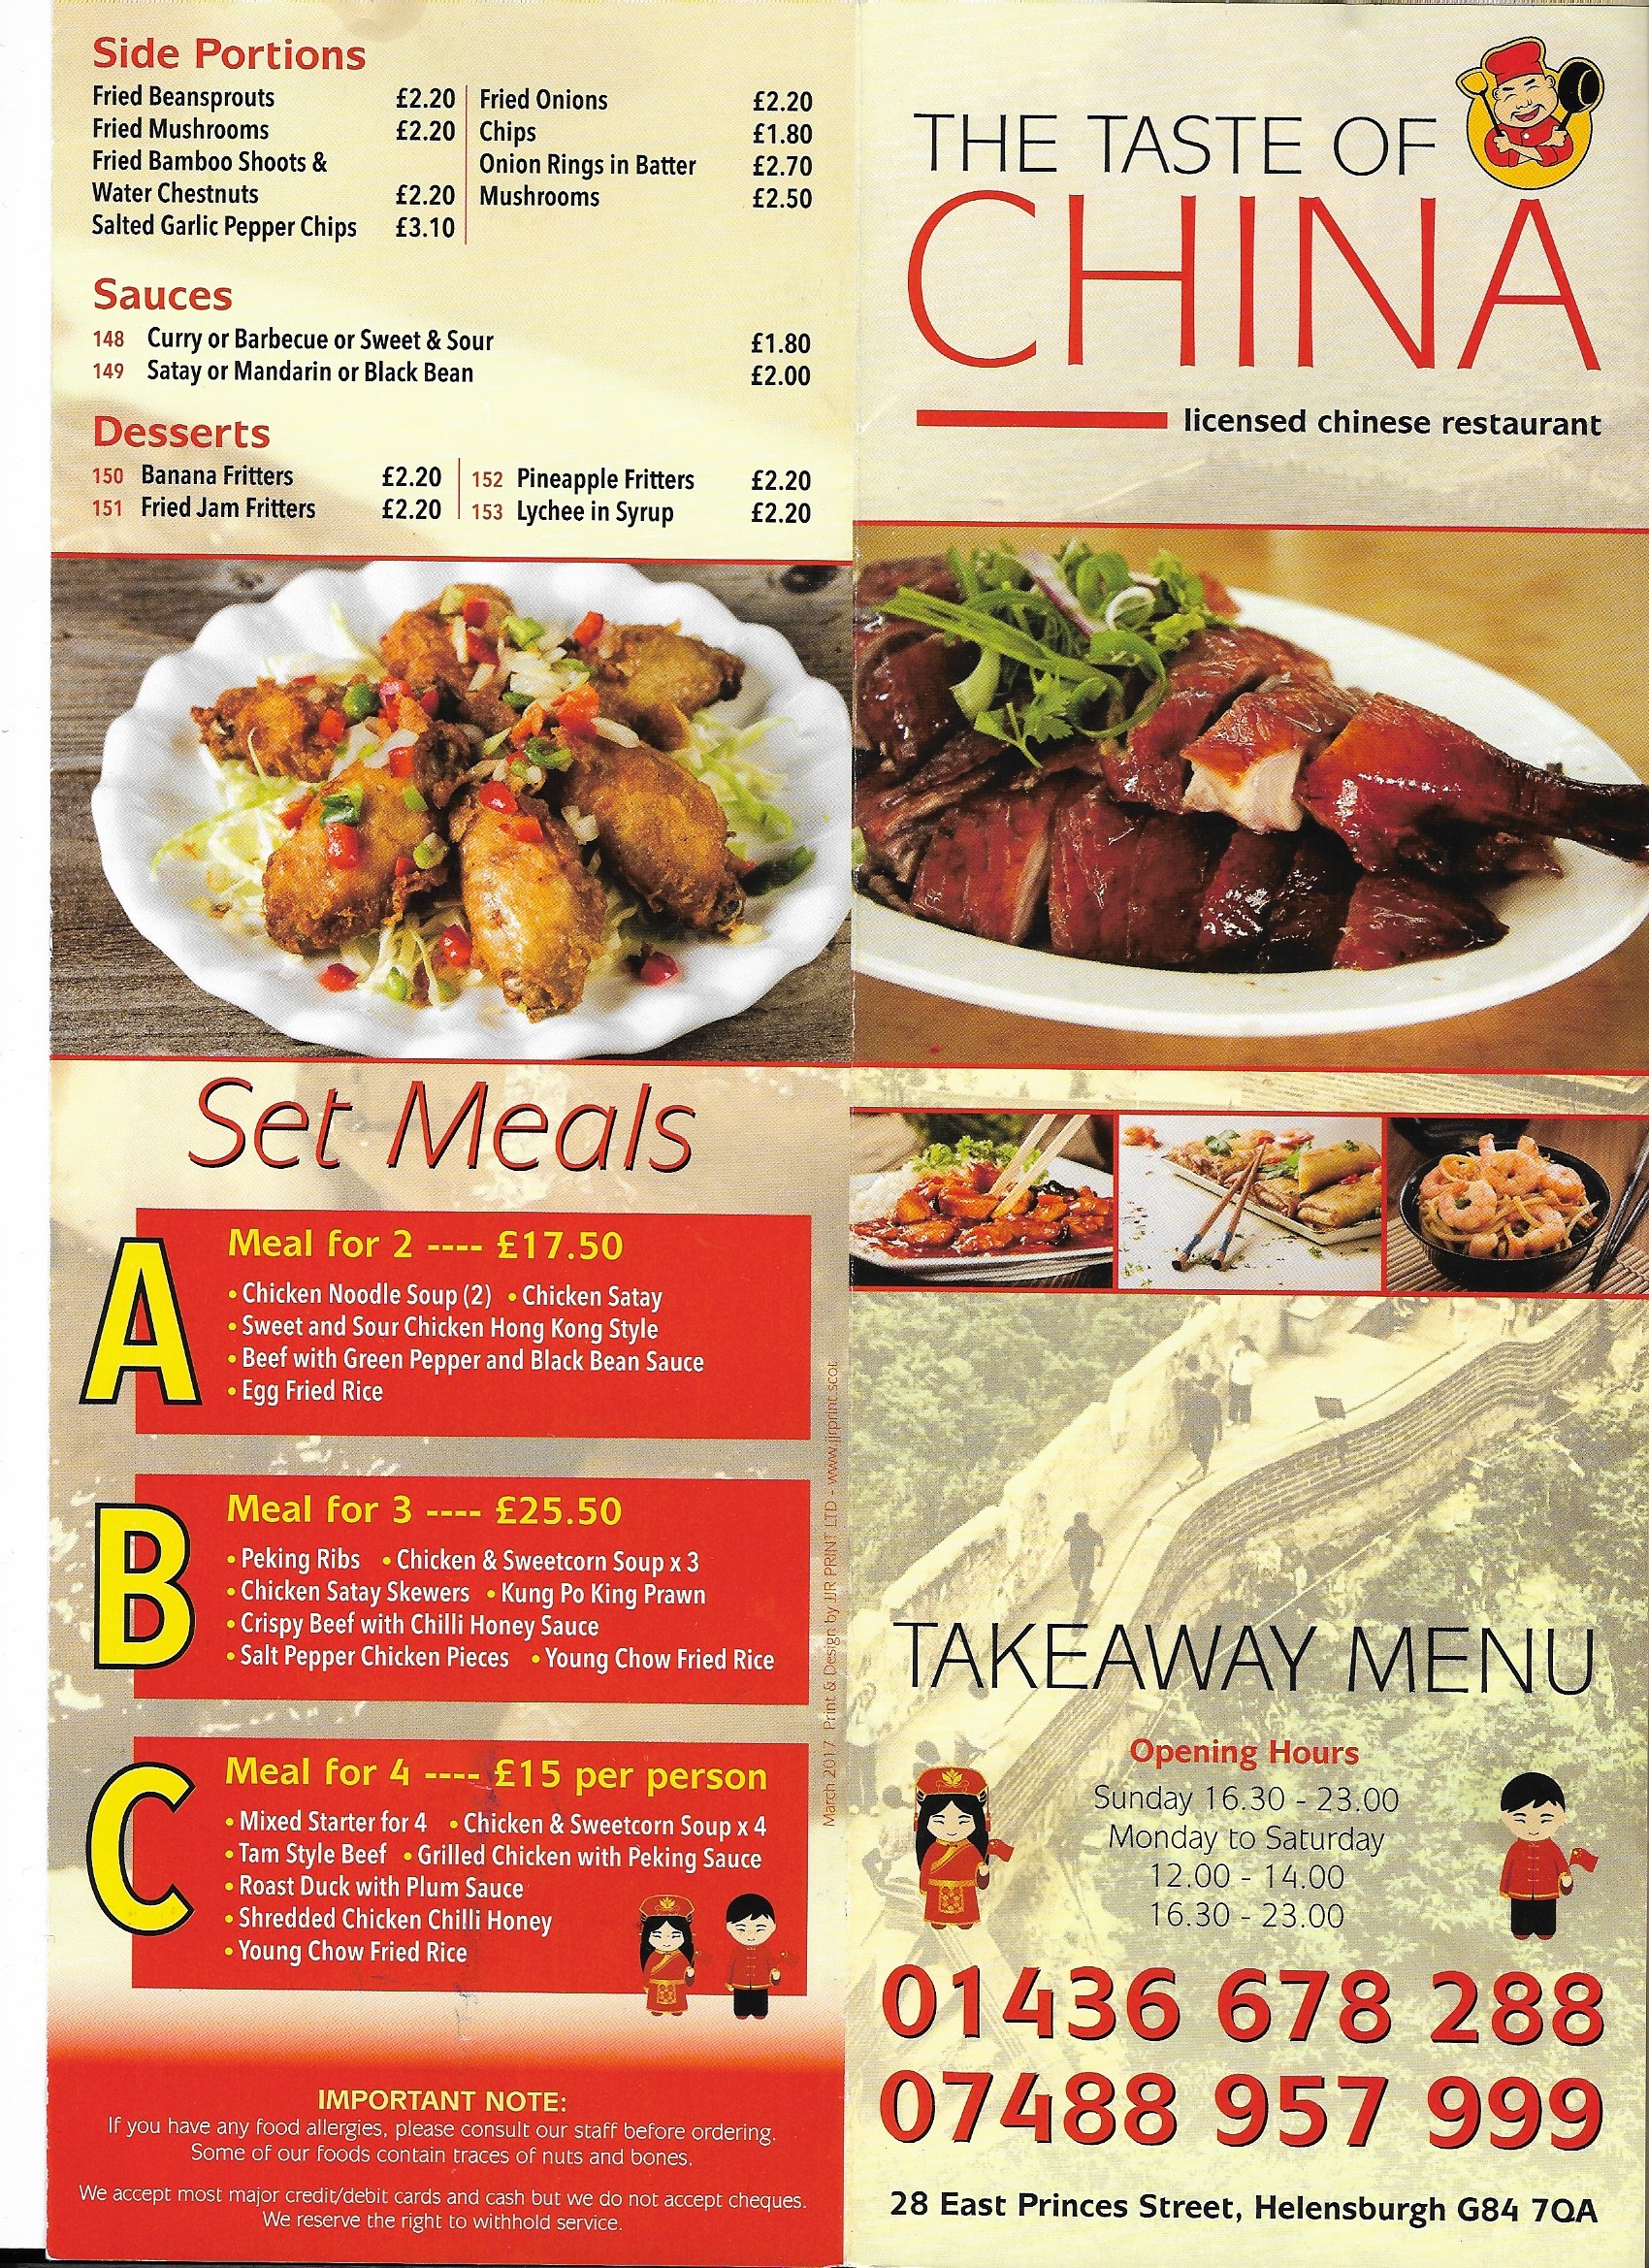 Side Portions
Fried Beansprouts £2.20
Fried Mushrooms £2.20
Fried Bamboo Shoots &
Water Chestnuts £2.20
Salted Garlic Pepper Chips £3.10
Fried Onions £2.20
Chips £1.80
Onion Rings in Batter £2.70
Mushrooms £2.50
Sauces
148 Curry or Barbecue or Sweet & Sour £1.80
149 Satay or Mandarin or Black Bean £2.00
Desserts
150 Banana Fritters £2.20
151 Fried Jam Fritters £2.20
152 Pineapple Fritters £2.20
153 Lychee in Syrup £2.20
Set Meals
A
Meal for 2 ---- £17.50
• Chicken Noodle Soup (2) • Chicken Satay
• Sweet and Sour Chicken Hong Kong Style
• Beef with Green Pepper and Black Bean Sauce
• Egg Fried Rice
B
Meal for 3 ---- £25.50
• Peking Ribs • Chicken & Sweetcorn Soup x 3
• Chicken Satay Skewers • Kung Po King Prawn
• Crispy Beef with Chilli Honey Sauce
• Salt Pepper Chicken Pieces • Young Chow Fried Rice
C
Meal for 4 ---- £15 per person
• Mixed Starter for 4 • Chicken & Sweetcorn Soup x 4
• Tam Style Beef • Grilled Chicken with Peking Sauce
• Roast Duck with Plum Sauce
• Shredded Chicken Chilli Honey
• Young Chow Fried Rice
IMPORTANT NOTE:
If you have any food allergies, please consult our staff before ordering.
Some of our foods contain traces of nuts and bones.
We accept most major credit/debit cards and cash but we do not accept cheques.
We reserve the right to withhold service.
March 2017 Print & Design by JJR PRINT LTD - www.jjrprint.scot
THE TASTE OF
CHINA
licensed chinese restaurant
TAKEAWAY MENU
Opening Hours
Sunday 16.30 - 23.00
Monday to Saturday
12.00 - 14.00
16.30 - 23.00
01436 678 288
07488 957 999
28 East Princes Street, Helensburgh G84 7QA